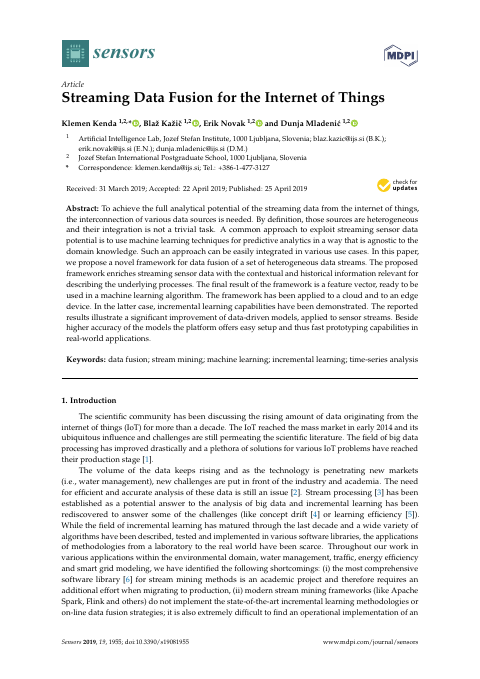 sensors
MDPI
Article
Streaming Data Fusion for the Internet of Things
Klemen Kenda 1,2,*, Blaž Kažič 1,2, Erik Novak 1,2 and Dunja Mladenić 1,2
1 Artificial Intelligence Lab, Jozef Stefan Institute, 1000 Ljubljana, Slovenia; blaz.kazic@ijs.si (B.K.);
erik.novak@ijs.si (E.N.); dunja.mladenic@ijs.si (D.M.)
2 Jozef Stefan International Postgraduate School, 1000 Ljubljana, Slovenia
* Correspondence: klemen.kenda@ijs.si; Tel.: +386-1-477-3127
Received: 31 March 2019; Accepted: 22 April 2019; Published: 25 April 2019
check for
updates
Abstract: To achieve the full analytical potential of the streaming data from the internet of things,
the interconnection of various data sources is needed. By definition, those sources are heterogeneous
and their integration is not a trivial task. A common approach to exploit streaming sensor data
potential is to use machine learning techniques for predictive analytics in a way that is agnostic to the
domain knowledge. Such an approach can be easily integrated in various use cases. In this paper,
we propose a novel framework for data fusion of a set of heterogeneous data streams. The proposed
framework enriches streaming sensor data with the contextual and historical information relevant for
describing the underlying processes. The final result of the framework is a feature vector, ready to be
used in a machine learning algorithm. The framework has been applied to a cloud and to an edge
device. In the latter case, incremental learning capabilities have been demonstrated. The reported
results illustrate a significant improvement of data-driven models, applied to sensor streams. Beside
higher accuracy of the models the platform offers easy setup and thus fast prototyping capabilities in
real-world applications.
Keywords: data fusion; stream mining; machine learning; incremental learning; time-series analysis
1. Introduction
The scientific community has been discussing the rising amount of data originating from the
internet of things (IoT) for more than a decade. The IoT reached the mass market in early 2014 and its
ubiquitous influence and challenges are still permeating the scientific literature. The field of big data
processing has improved drastically and a plethora of solutions for various IoT problems have reached
their production stage [1].
The volume of the data keeps rising and as the technology is penetrating new markets
(i.e., water management), new challenges are put in front of the industry and academia. The need
for efficient and accurate analysis of these data is still an issue [2]. Stream processing [3] has been
established as a potential answer to the analysis of big data and incremental learning has been
rediscovered to answer some of the challenges (like concept drift [4] or learning efficiency [5]).
While the field of incremental learning has matured through the last decade and a wide variety of
algorithms have been described, tested and implemented in various software libraries, the applications
of methodologies from a laboratory to the real world have been scarce. Throughout our work in
various applications within the environmental domain, water management, traffic, energy efficiency
and smart grid modeling, we have identified the following shortcomings: (i) the most comprehensive
software library [6] for stream mining methods is an academic project and therefore requires an
additional effort when migrating to production, (ii) modern stream mining frameworks (like Apache
Spark, Flink and others) do not implement the state-of-the-art incremental learning methodologies or
on-line data fusion strategies; it is also extremely difficult to find an operational implementation of an
Sensors 2019, 19, 1955; doi:10.3390/s19081955
www.mdpi.com/journal/sensors